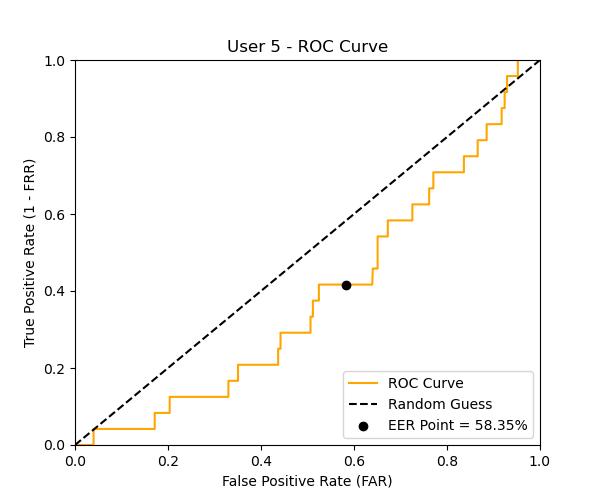 User 5 - ROC Curve
1.0
0.8
0.6
0.4
0.2
0.0
True Positive Rate (1 - FRR)
ROC Curve
Random Guess
EER Point = 58.35%
0.0 0.2 0.4 0.6 0.8 1.0
False Positive Rate (FAR)